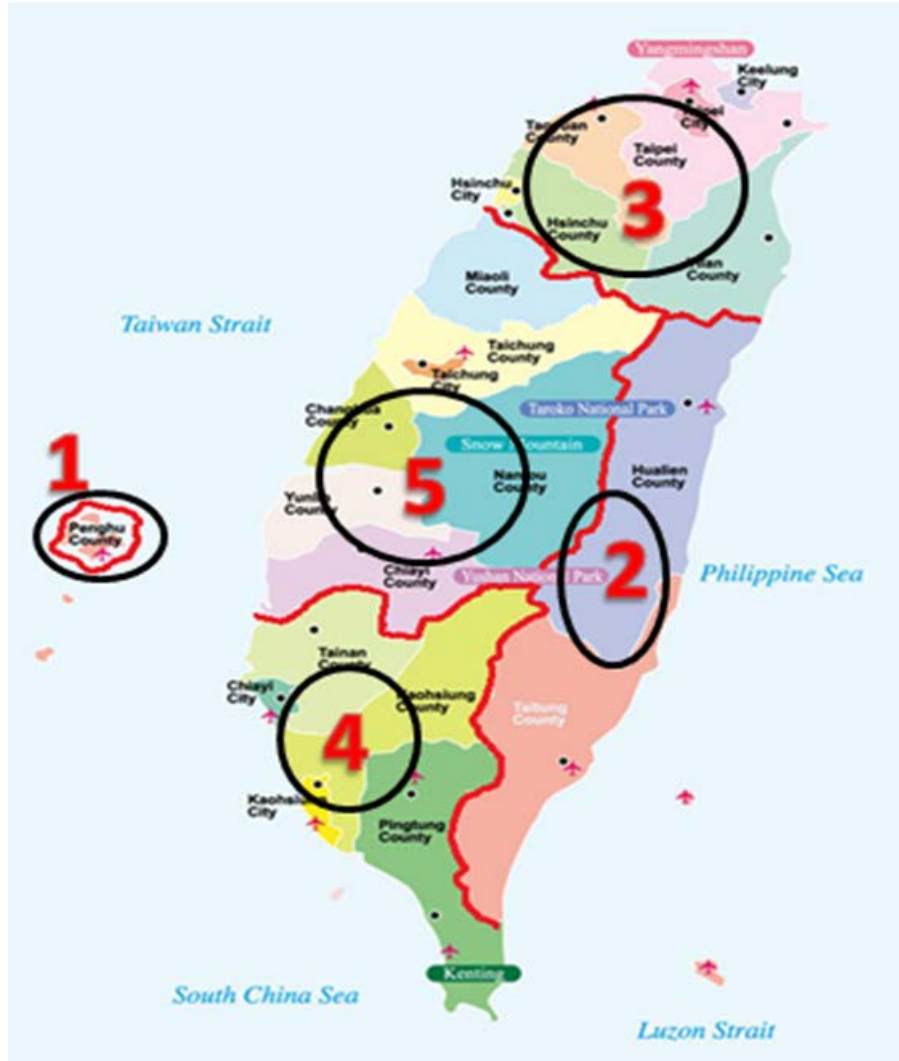 Yangmingshan
Keelung
City
Taipei
City
Taoyuan
County
Taipei
County
3
Hsinchu
City
Hsinchu
County
Ilan
County
Miaoli
County
Taiwan Strait
Taichung
County
Taichung
City
Changhua
County
Taroko National Park
Snow Mountain
Hualien
County
1
5
Nantou
County
Yunlin
County
Penghu
County
2
Philippine Sea
Chiayi
County
Yushan National Park
Tainan
County
Chiayi
City
Kaohsiung
County
Taitung
County
4
Kaohsiung
City
Pingtung
County
Kenting
South China Sea
Luzon Strait